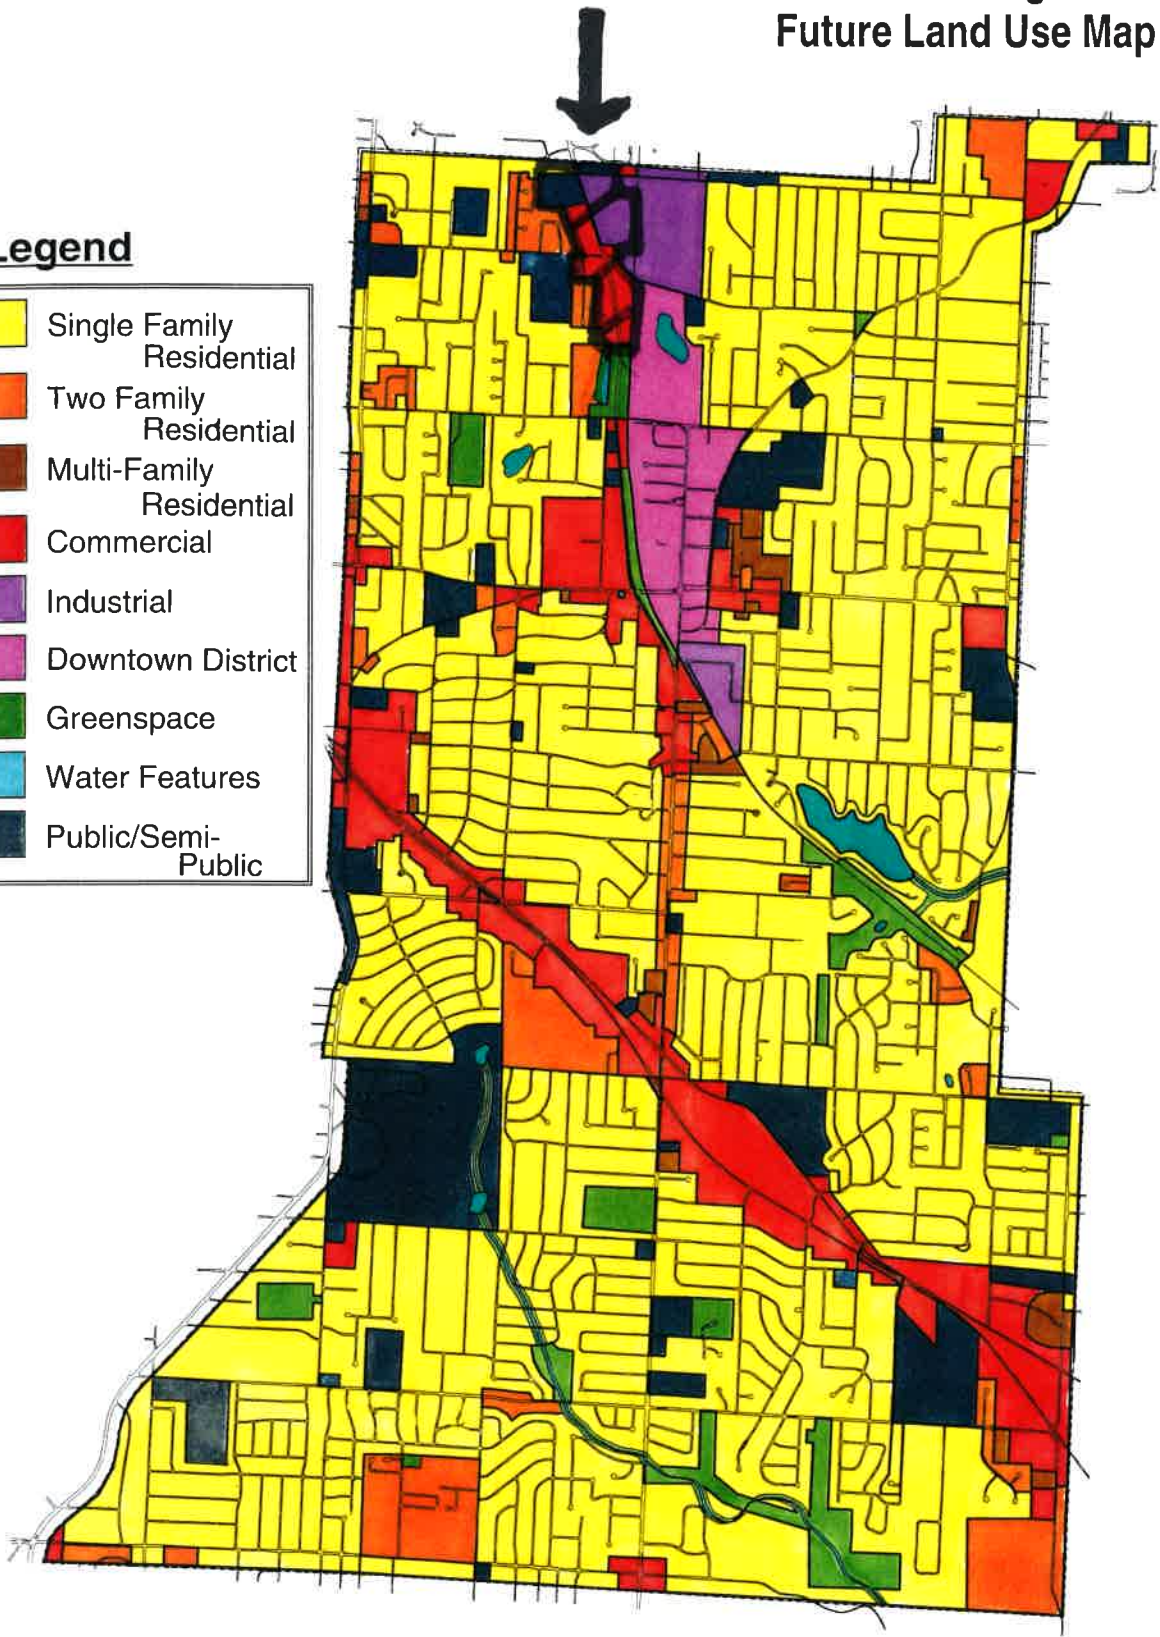 Future Land Use Map
Legend
Single Family
Residential
Two Family
Residential
Multi-Family
Residential
Commercial
Industrial
Downtown District
Greenspace
Water Features
Public/Semi-
Public